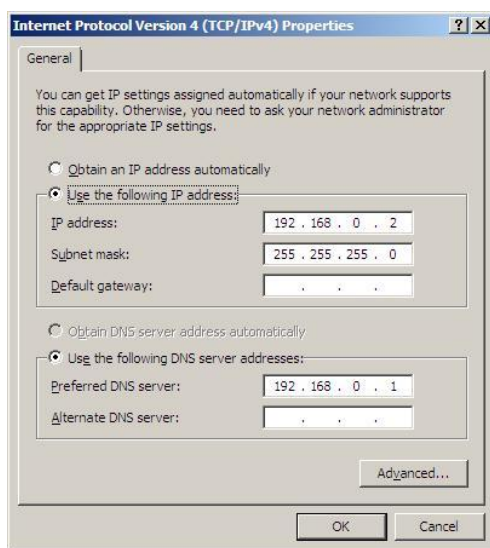 Internet Protocol Version 4 (TCP/IPv4) Properties
General
You can get IP settings assigned automatically if your network supports
this capability. Otherwise, you need to ask your network administrator
for the appropriate IP settings.
Obtain an IP address automatically
Use the following IP address:
IP address: 192 . 168 . 0 . 2
Subnet mask: 255 . 255 . 255 . 0
Default gateway: . . .
Obtain DNS server address automatically
Use the following DNS server addresses:
Preferred DNS server: 192 . 168 . 0 . 1
Alternate DNS server: . . .
Advanced...
OK Cancel